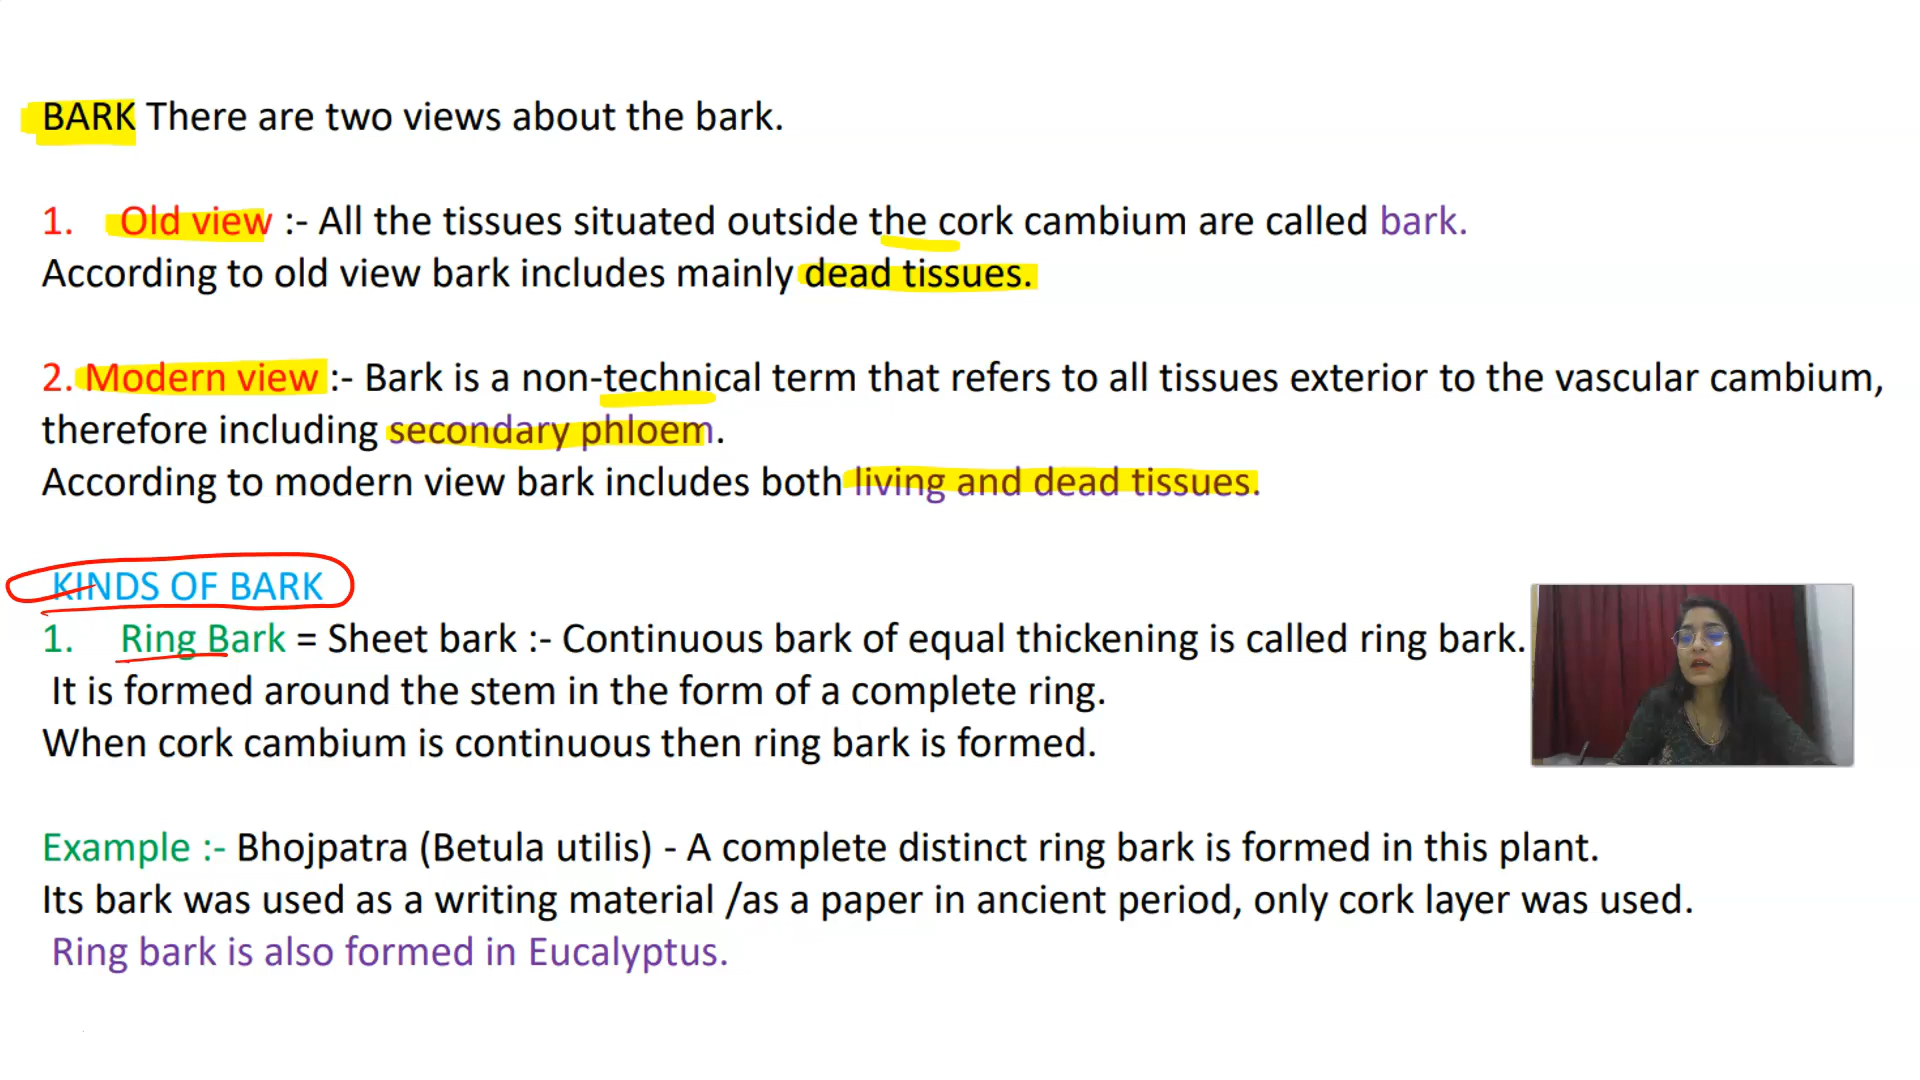 BARK There are two views about the bark.
1. Old view :- All the tissues situated outside the cork cambium are called bark.
According to old view bark includes mainly dead tissues.
2. Modern view :- Bark is a non-technical term that refers to all tissues exterior to the vascular cambium,
therefore including secondary phloem.
According to modern view bark includes both living and dead tissues.
KINDS OF BARK
1. Ring Bark = Sheet bark :- Continuous bark of equal thickening is called ring bark.
It is formed around the stem in the form of a complete ring.
When cork cambium is continuous then ring bark is formed.
Example :- Bhojpatra (Betula utilis) - A complete distinct ring bark is formed in this plant.
Its bark was used as a writing material /as a paper in ancient period, only cork layer was used.
Ring bark is also formed in Eucalyptus.